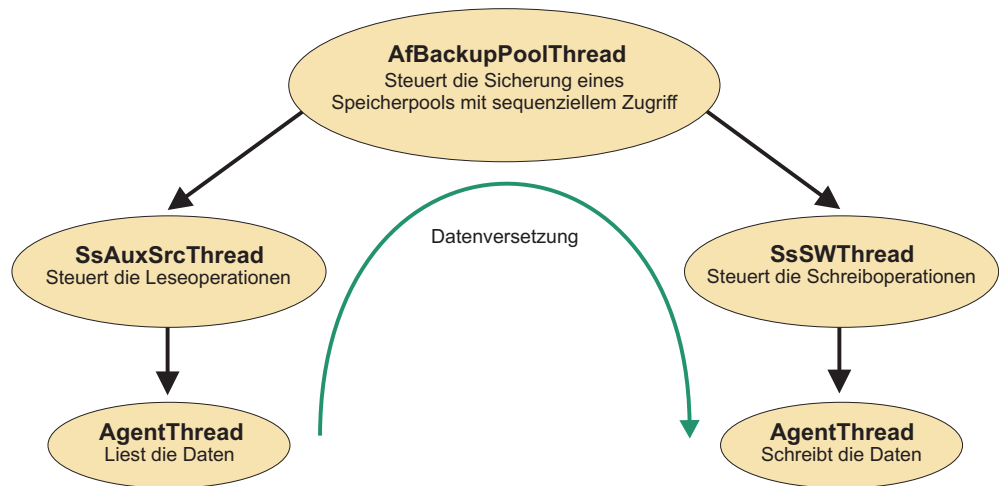 AfBackupPoolThread
Steuert die Sicherung eines
Speicherpools mit sequenziellem Zugriff
Datenversetzung
SsAuxSrcThread
Steuert die Leseoperationen
SsSWThread
Steuert die Schreiboperationen
AgentThread
Liest die Daten
AgentThread
Schreibt die Daten